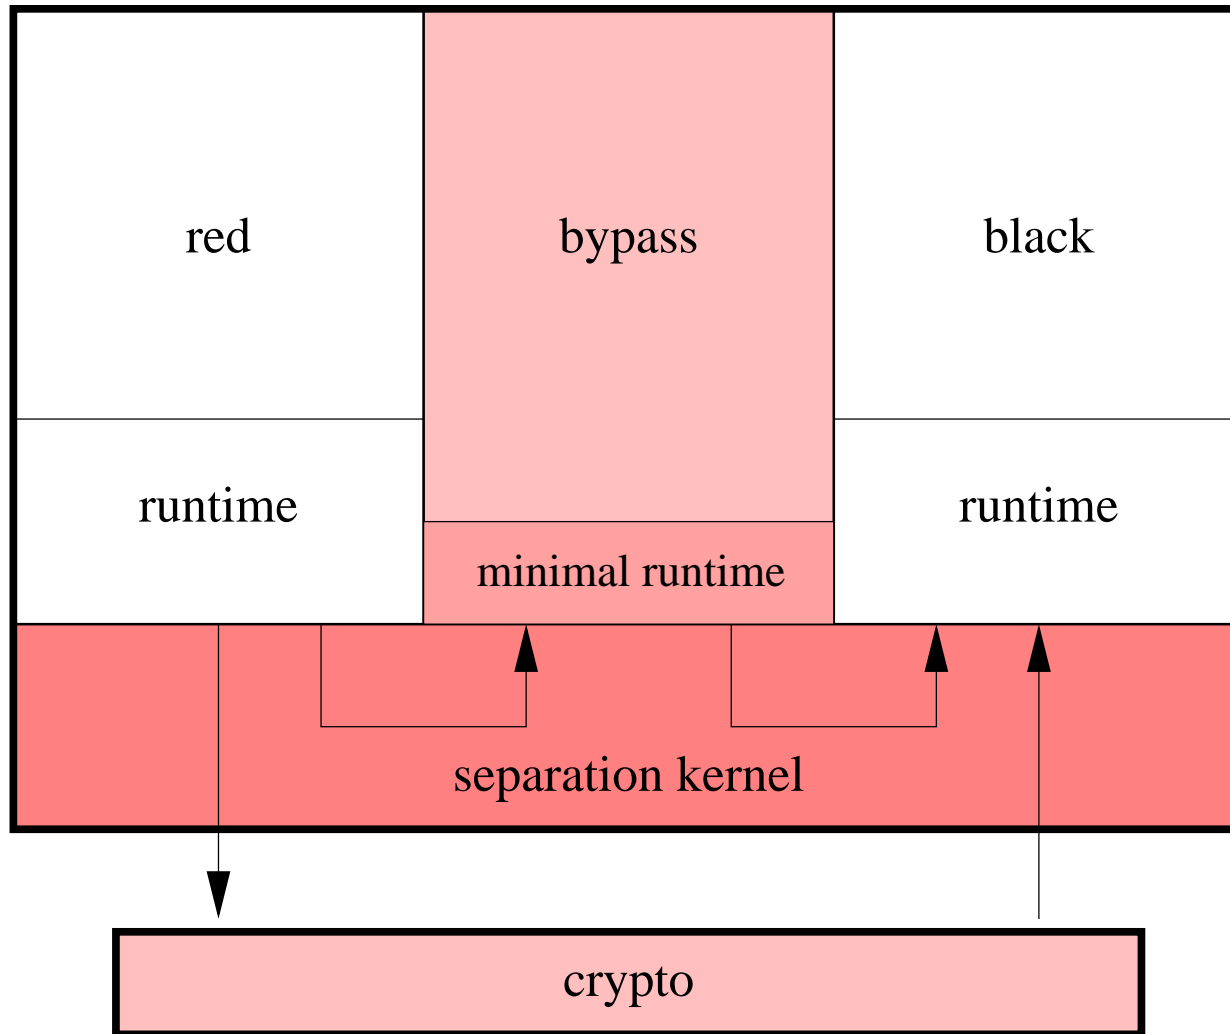 red
bypass
black
runtime
runtime
minimal runtime
separation kernel
crypto